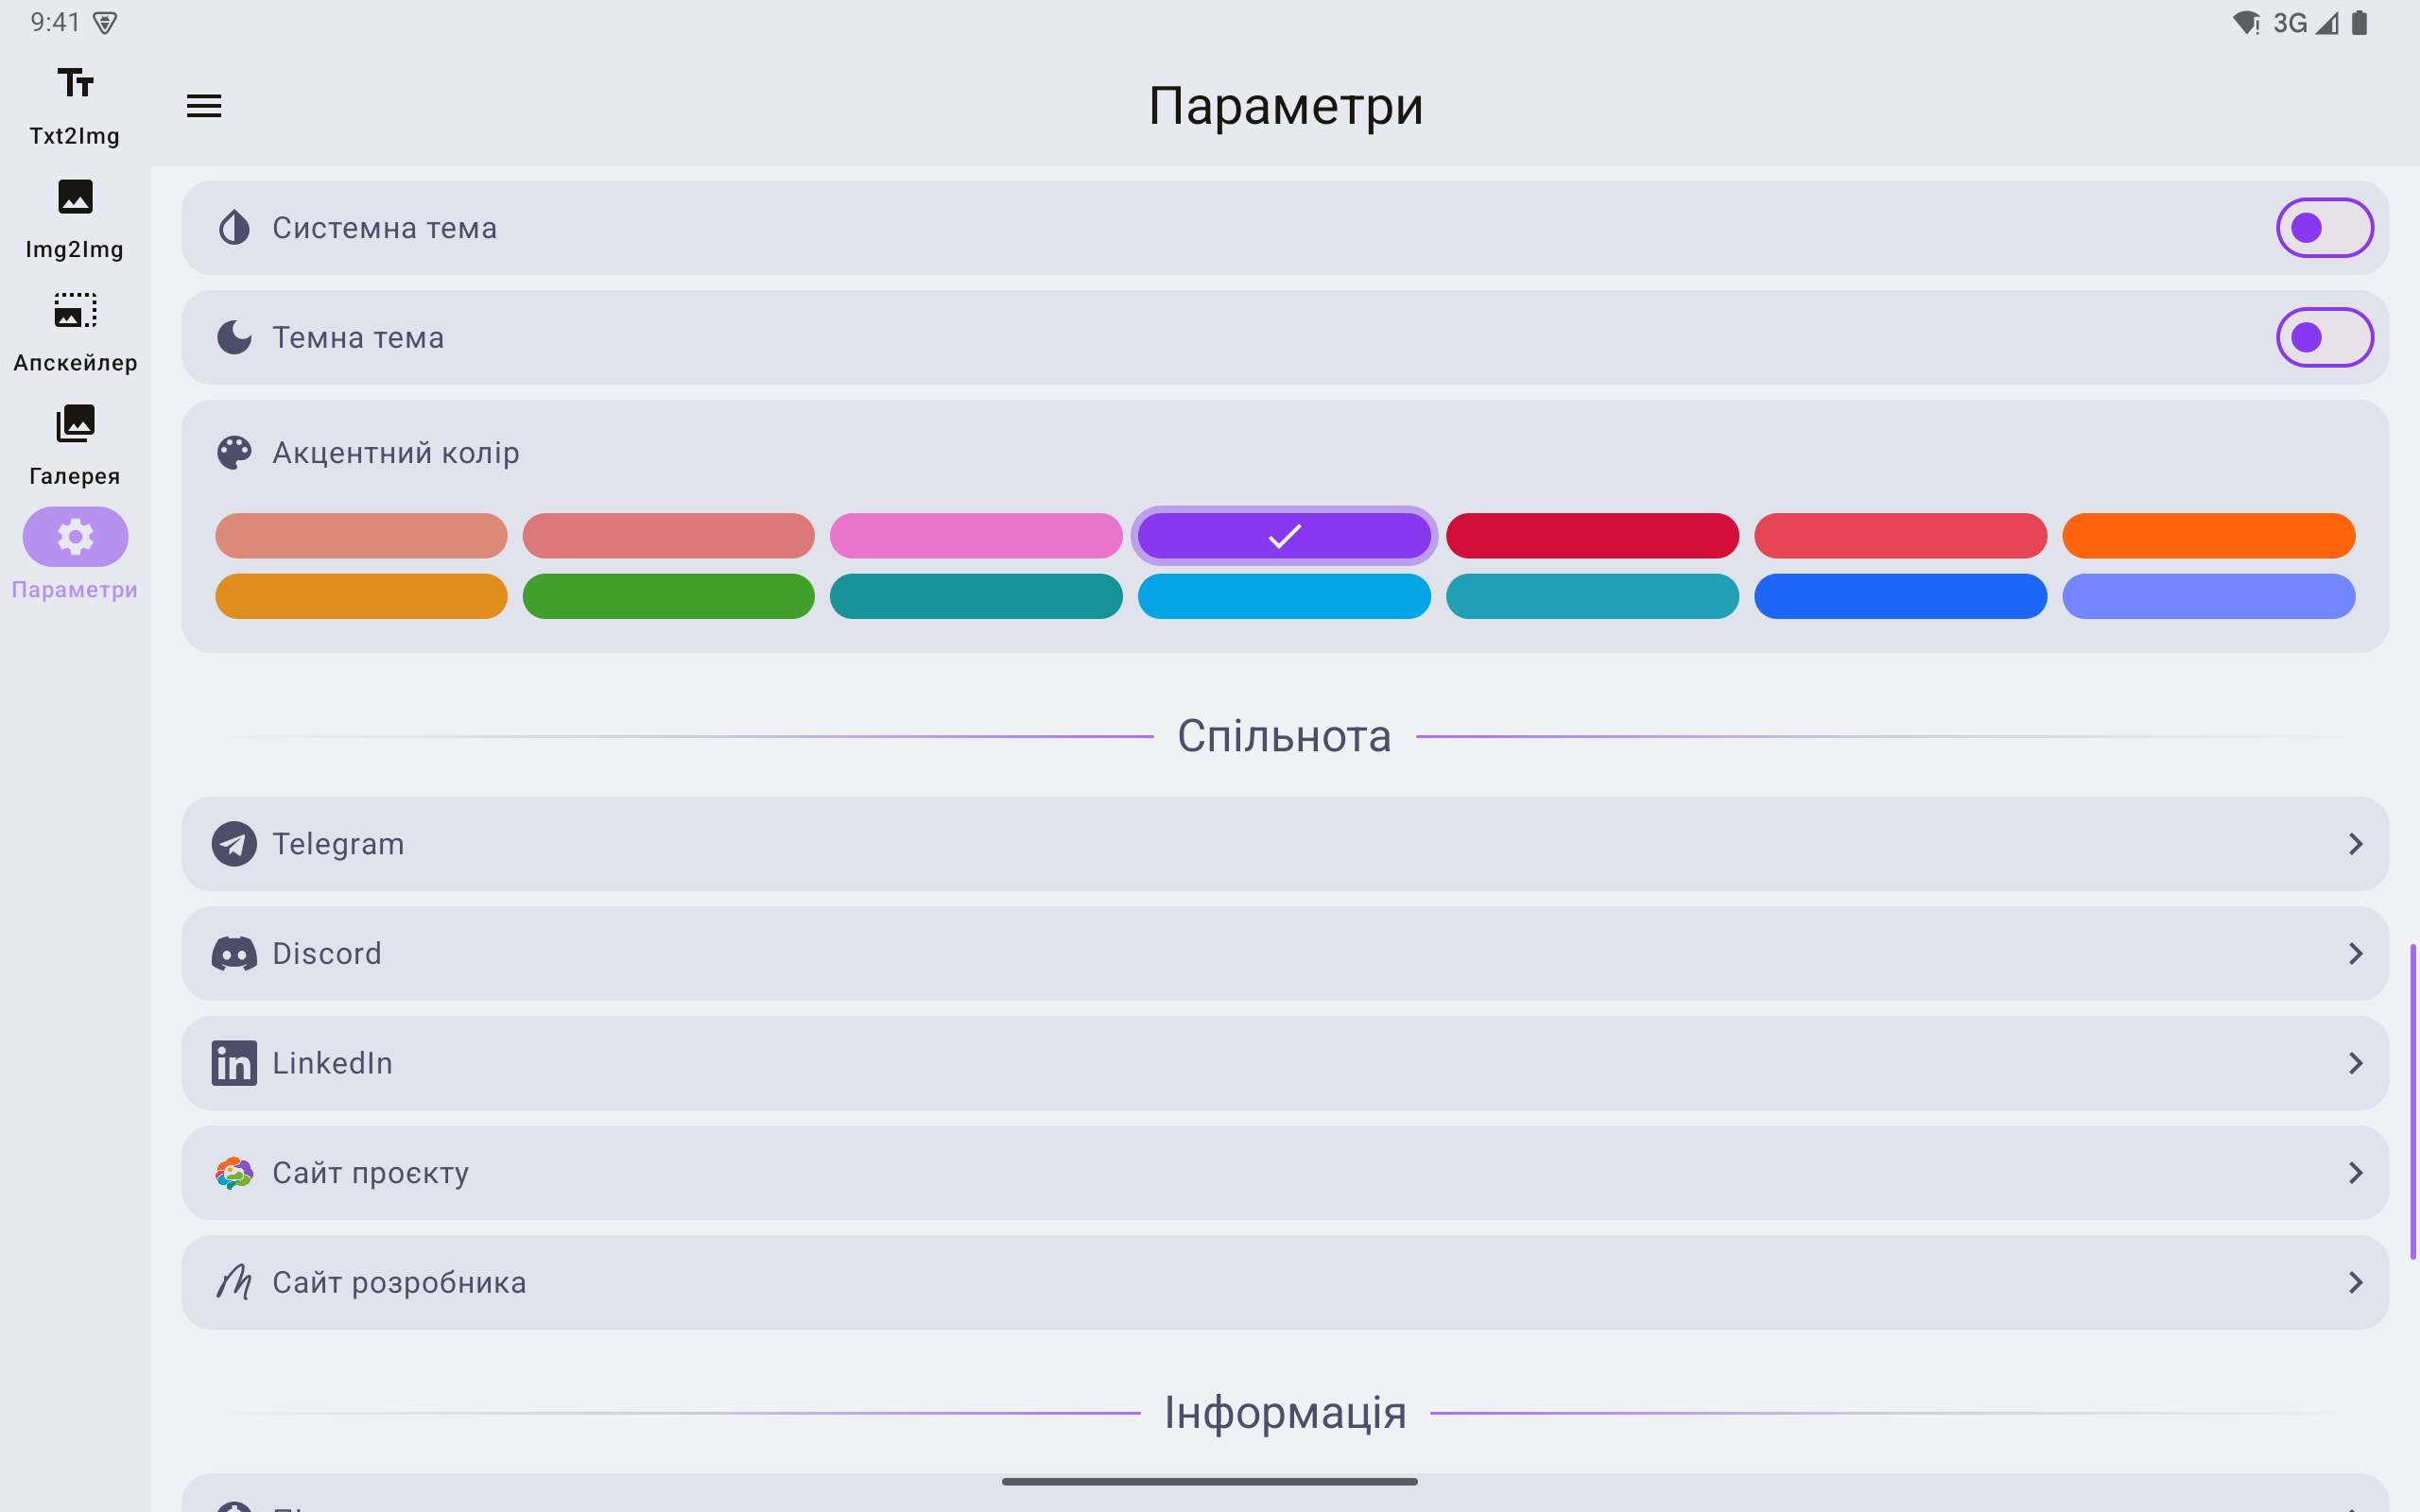 9:41
3G
Txt2Img
Img2Img
Апскейлер
Галерея
Параметри
Параметри
Системна тема
Темна тема
Акцентний колір
Спільнота
Telegram
Discord
LinkedIn
Сайт проєкту
Сайт розробника
Інформація